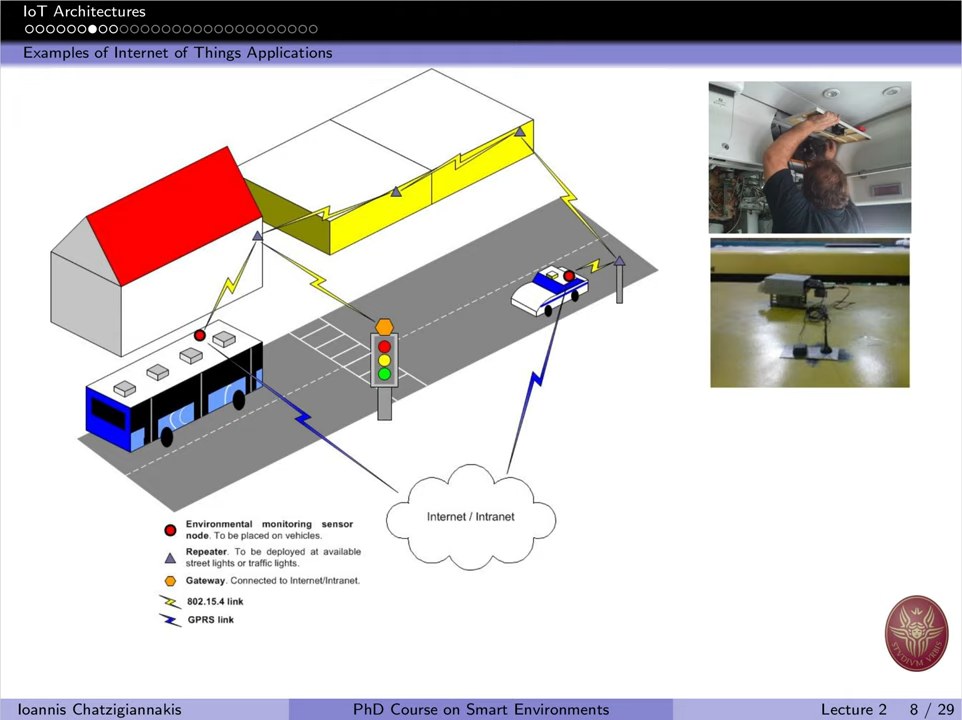 IoT Architectures
Examples of Internet of Things Applications
Internet / Intranet
Environmental monitoring sensor
node. To be placed on vehicles.
Repeater. To be deployed at available
street lights or traffic lights.
Gateway. Connected to Internet/Intranet.
802.15.4 link
GPRS link
STVDIVM VRBIS
Ioannis Chatzigiannakis
PhD Course on Smart Environments
Lecture 2
8 / 29